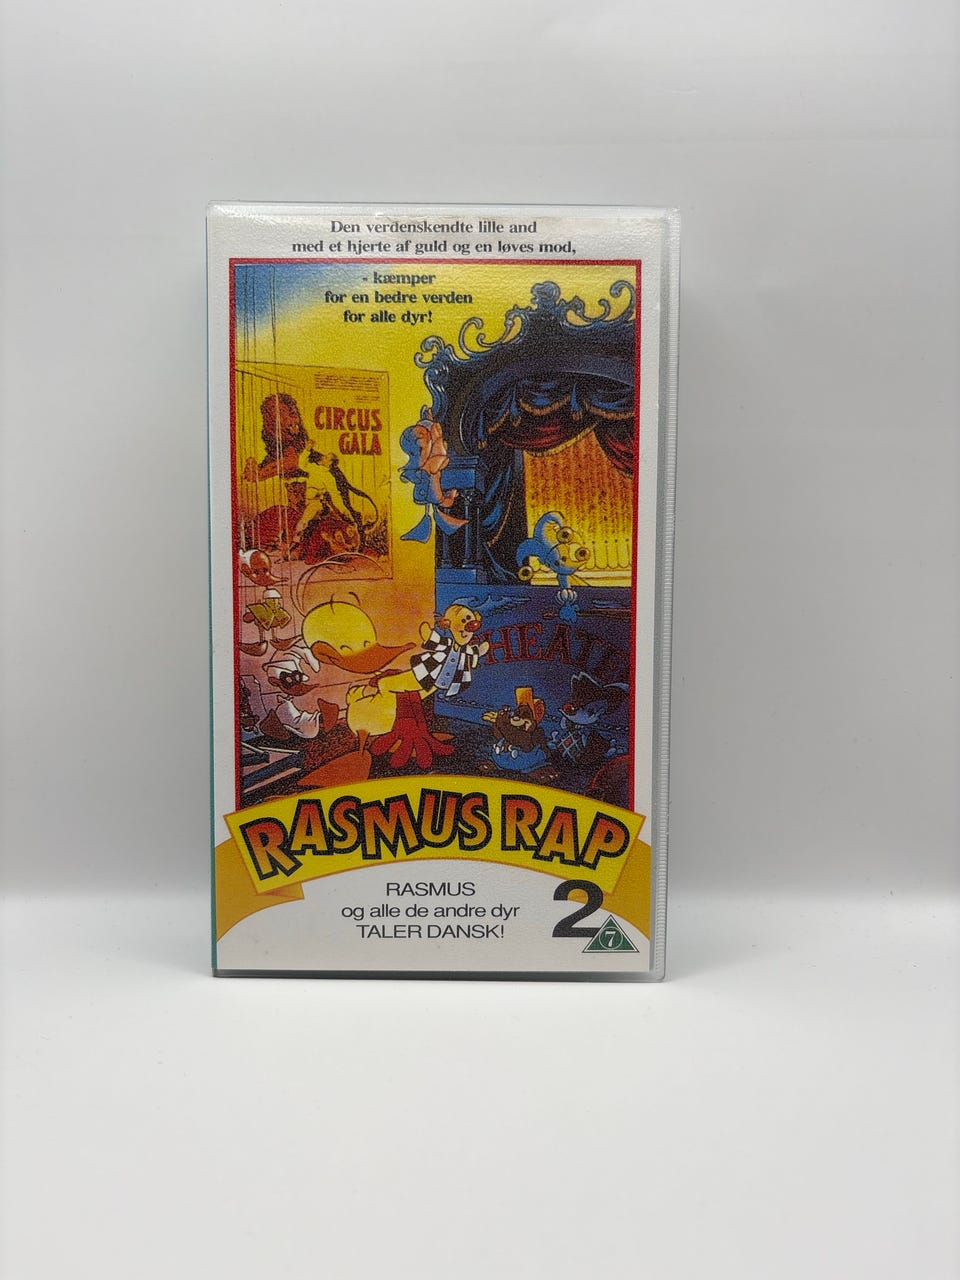 Den verdenskendte lille and
med et hjerte af guld og en løves mod,
- kæmper
for en bedre verden
for alle dyr!
CIRCUS
GALA
HEATE
RASMUS RAP
RASMUS
og alle de andre dyr
TALER DANSK!
2
7